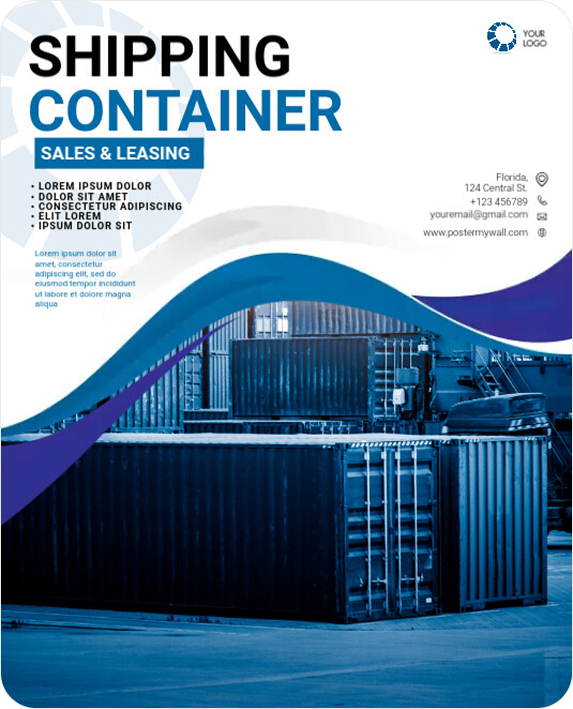 SHIPPING
CONTAINER
SALES & LEASING
• LOREM IPSUM DOLOR
• DOLOR SIT AMET
• CONSECTETUR ADIPISCING
• ELIT LOREM
• IPSUM DOLOR SIT
Lorem ipsum dolor sit
amet, consectetur
adipiscing elit, sed do
eiusmod tempor incididunt
ut labore et dolore magna
aliqua
YOUR
LOGO
Florida,
124 Central St.
+123 456789
youremail@gmail.com
www.postermywall.com